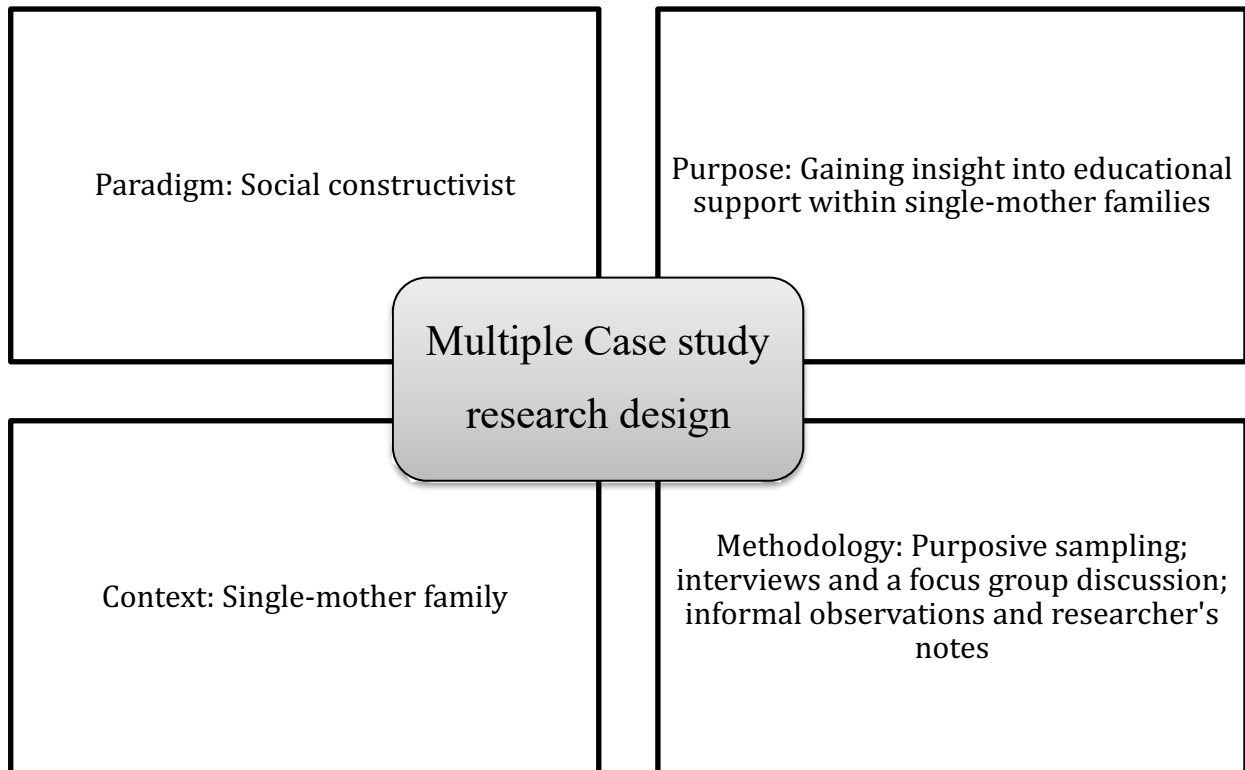 Paradigm: Social constructivist
Purpose: Gaining insight into educational
support within single-mother families
Multiple Case study
research design
Context: Single-mother family
Methodology: Purposive sampling;
interviews and a focus group discussion;
informal observations and researcher's
notes